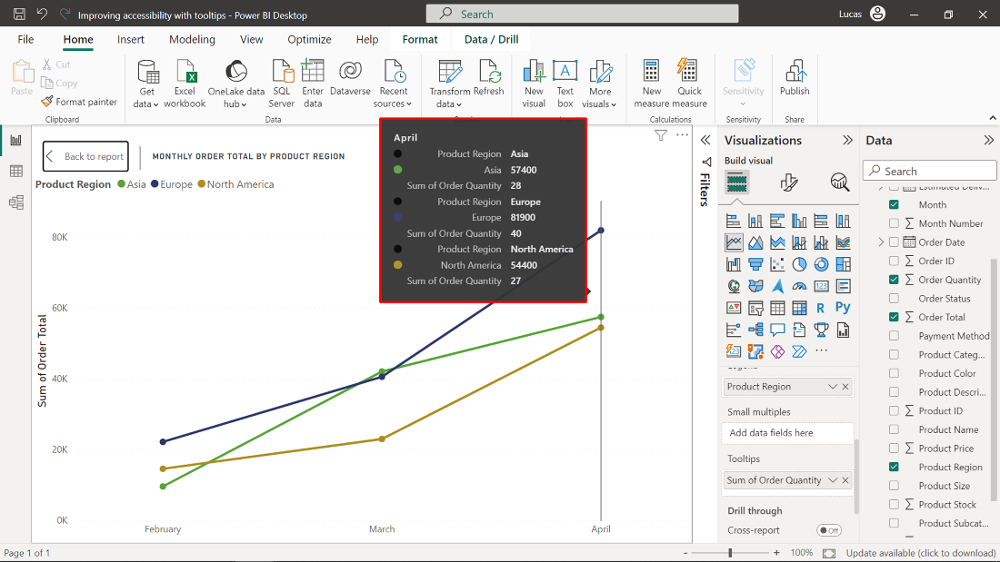 Improving accessibility with tooltips - Power BI Desktop
Search
Lucas
File Home Insert Modeling View Optimize Help Format Data / Drill
Paste
Cut
Copy
Format painter
Get data
Excel workbook
OneLake data hub
SQL Server
Enter data
Dataverse
Recent sources
Transform data
Refresh
New visual
Text box
More visuals
New measure
Quick measure
Sensitivity
Publish
Clipboard
Data
Calculations
Sensitivity
Share
Back to report
MONTHLY ORDER TOTAL BY PRODUCT REGION
Product Region Asia Europe North America
April
Product Region Asia
Asia 57400
Sum of Order Quantity 28
Product Region Europe
Europe 81900
Sum of Order Quantity 40
Product Region North America
North America 54400
Sum of Order Quantity 27
Sum of Order Total
80K
60K
40K
20K
0K
February
March
April
Filters
Visualizations
Build visual
123
R
Py
123
Legend
Product Region
Small multiples
Add data fields here
Tooltips
Sum of Order Quantity
Drill through
Cross-report
Off
Data
Search
Estimated Deliv...
Month
Month Number
Order Date
Order ID
Order Quantity
Order Status
Order Total
Payment Method
Product Categ...
Product Color
Product Descri...
Product ID
Product Name
Product Price
Product Region
Product Size
Product Stock
Product Subcat...
Page 1 of 1
- + 100%
Update available (click to download)